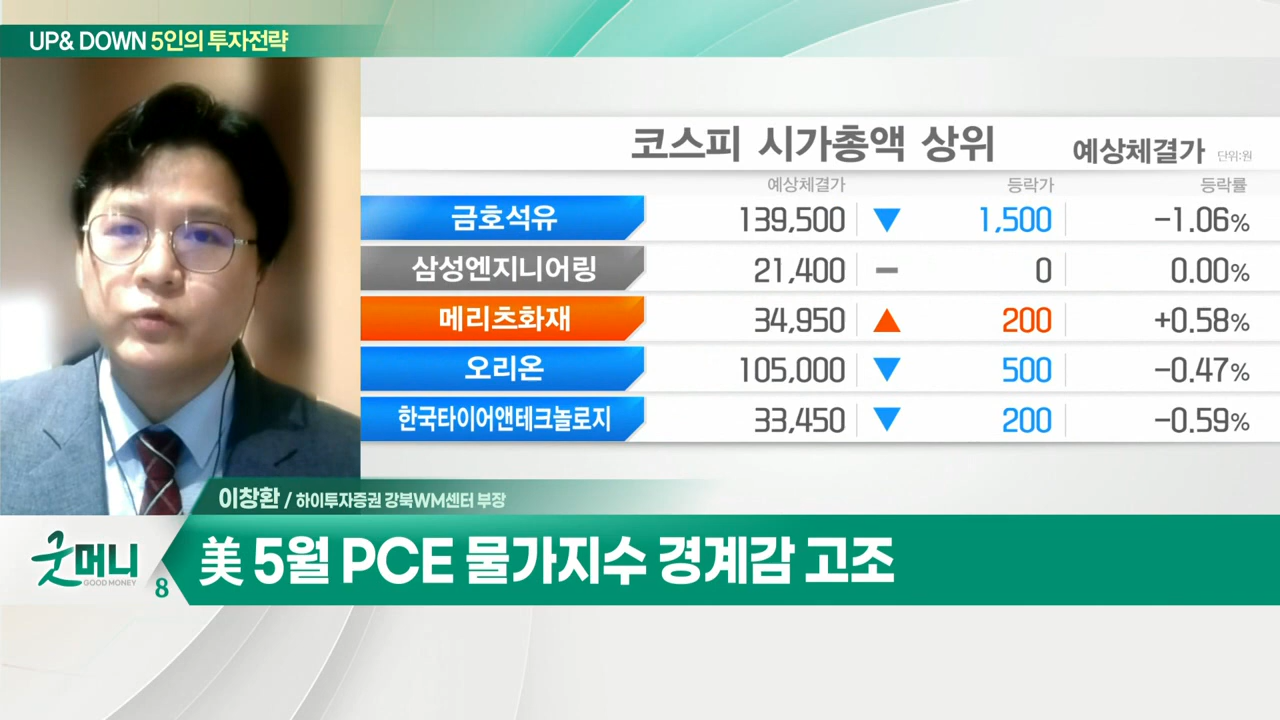 UP& DOWN 5인의 투자전략
코스피 시가총액 상위 예상체결가 단위:원
예상체결가 등락가 등락률
금호석유 139,500 ▼ 1,500 -1.06%
삼성엔지니어링 21,400 - 0 0.00%
메리츠화재 34,950 ▲ 200 +0.58%
오리온 105,000 ▼ 500 -0.47%
한국타이어앤테크놀로지 33,450 ▼ 200 -0.59%
이창환 / 하이투자증권 강북WM센터 부장
굿머니
GOOD MONEY
8
美 5월 PCE 물가지수 경계감 고조